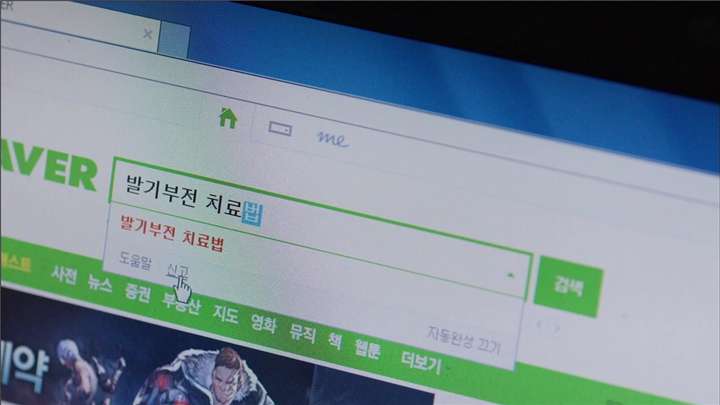 ER
x
me
AVER
발기부전 치료법
검색
발기부전 치료법
도움말 신고
자동완성 끄기
사전 뉴스 증권 부동산 지도 영화 뮤직 책 웹툰 더보기